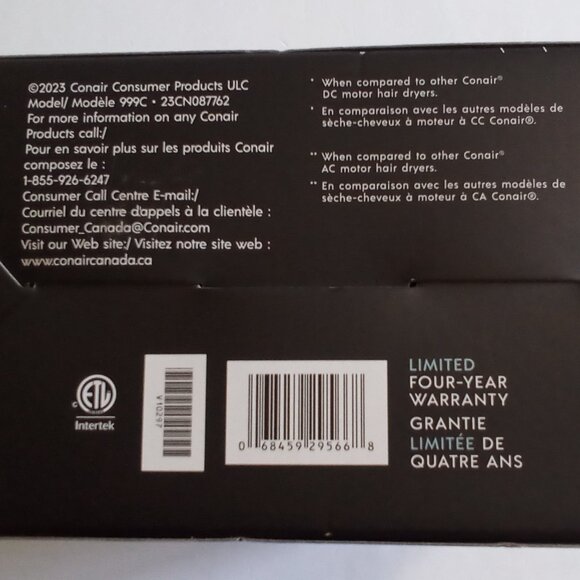 ©2023 Conair Consumer Products ULC
Model/ Modèle 999C • 23CN087762
For more information on any Conair
Products call:/
Pour en savoir plus sur les produits Conair
composez le :
1-855-926-6247
Consumer Call Centre E-mail:/
Courriel du centre d'appels à la clientèle :
Consumer_Canada@Conair.com
Visit our Web site:/ Visitez notre site web :
www.conaircanada.ca
* When compared to other Conair®
DC motor hair dryers.
* En comparaison avec les autres modèles de
sèche-cheveux à moteur à CC Conair®.
** When compared to other Conair®
AC motor hair dryers.
** En comparaison avec les autres modèles de
sèche-cheveux à moteur à CA Conair®.
C ETL
Intertek
V10297
0 68459 29566 8
LIMITED
FOUR-YEAR
WARRANTY
GRANTIE
LIMITÉE DE
QUATRE ANS